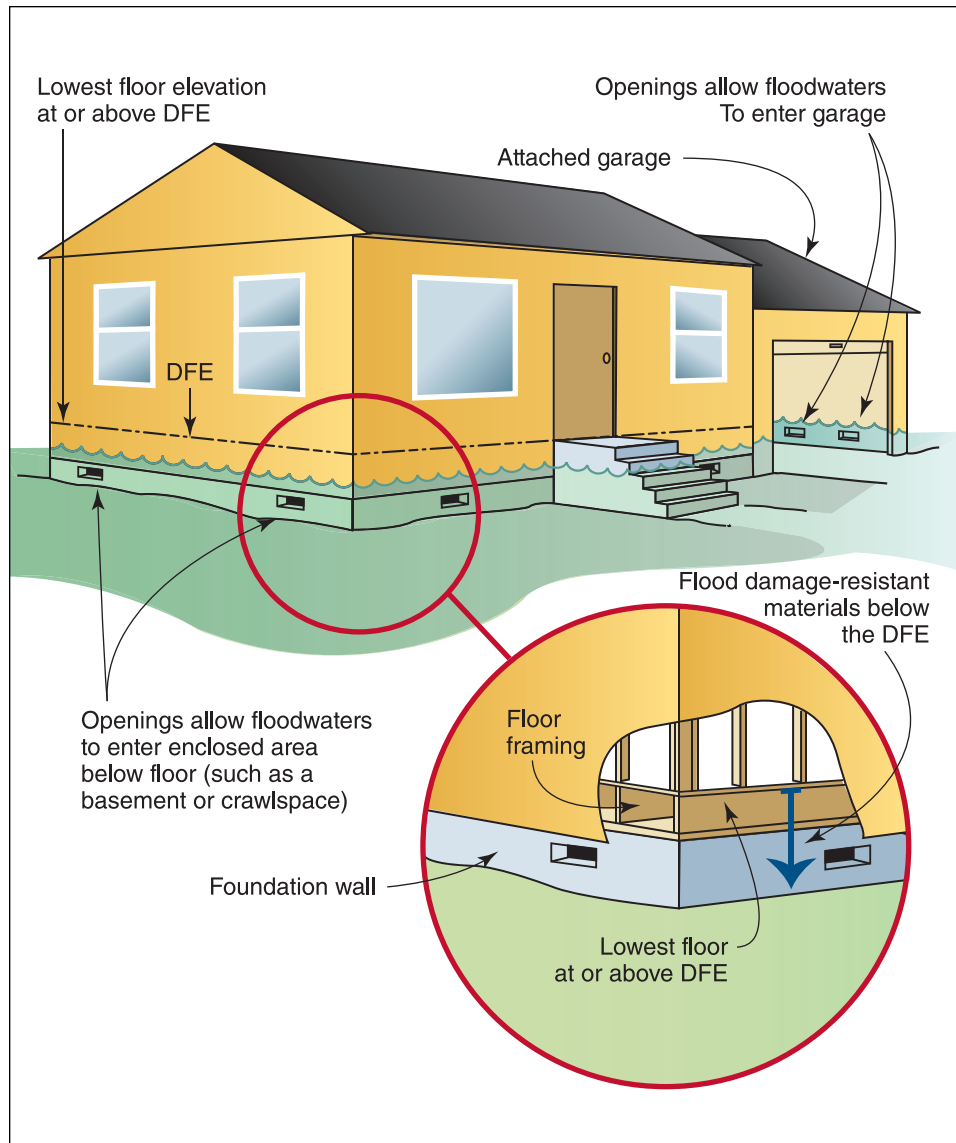 Lowest floor elevation
at or above DFE
Openings allow floodwaters
To enter garage
Attached garage
DFE
Flood damage-resistant
materials below
the DFE
Openings allow floodwaters
to enter enclosed area
below floor (such as a
basement or crawlspace)
Floor
framing
Foundation wall
Lowest floor
at or above DFE